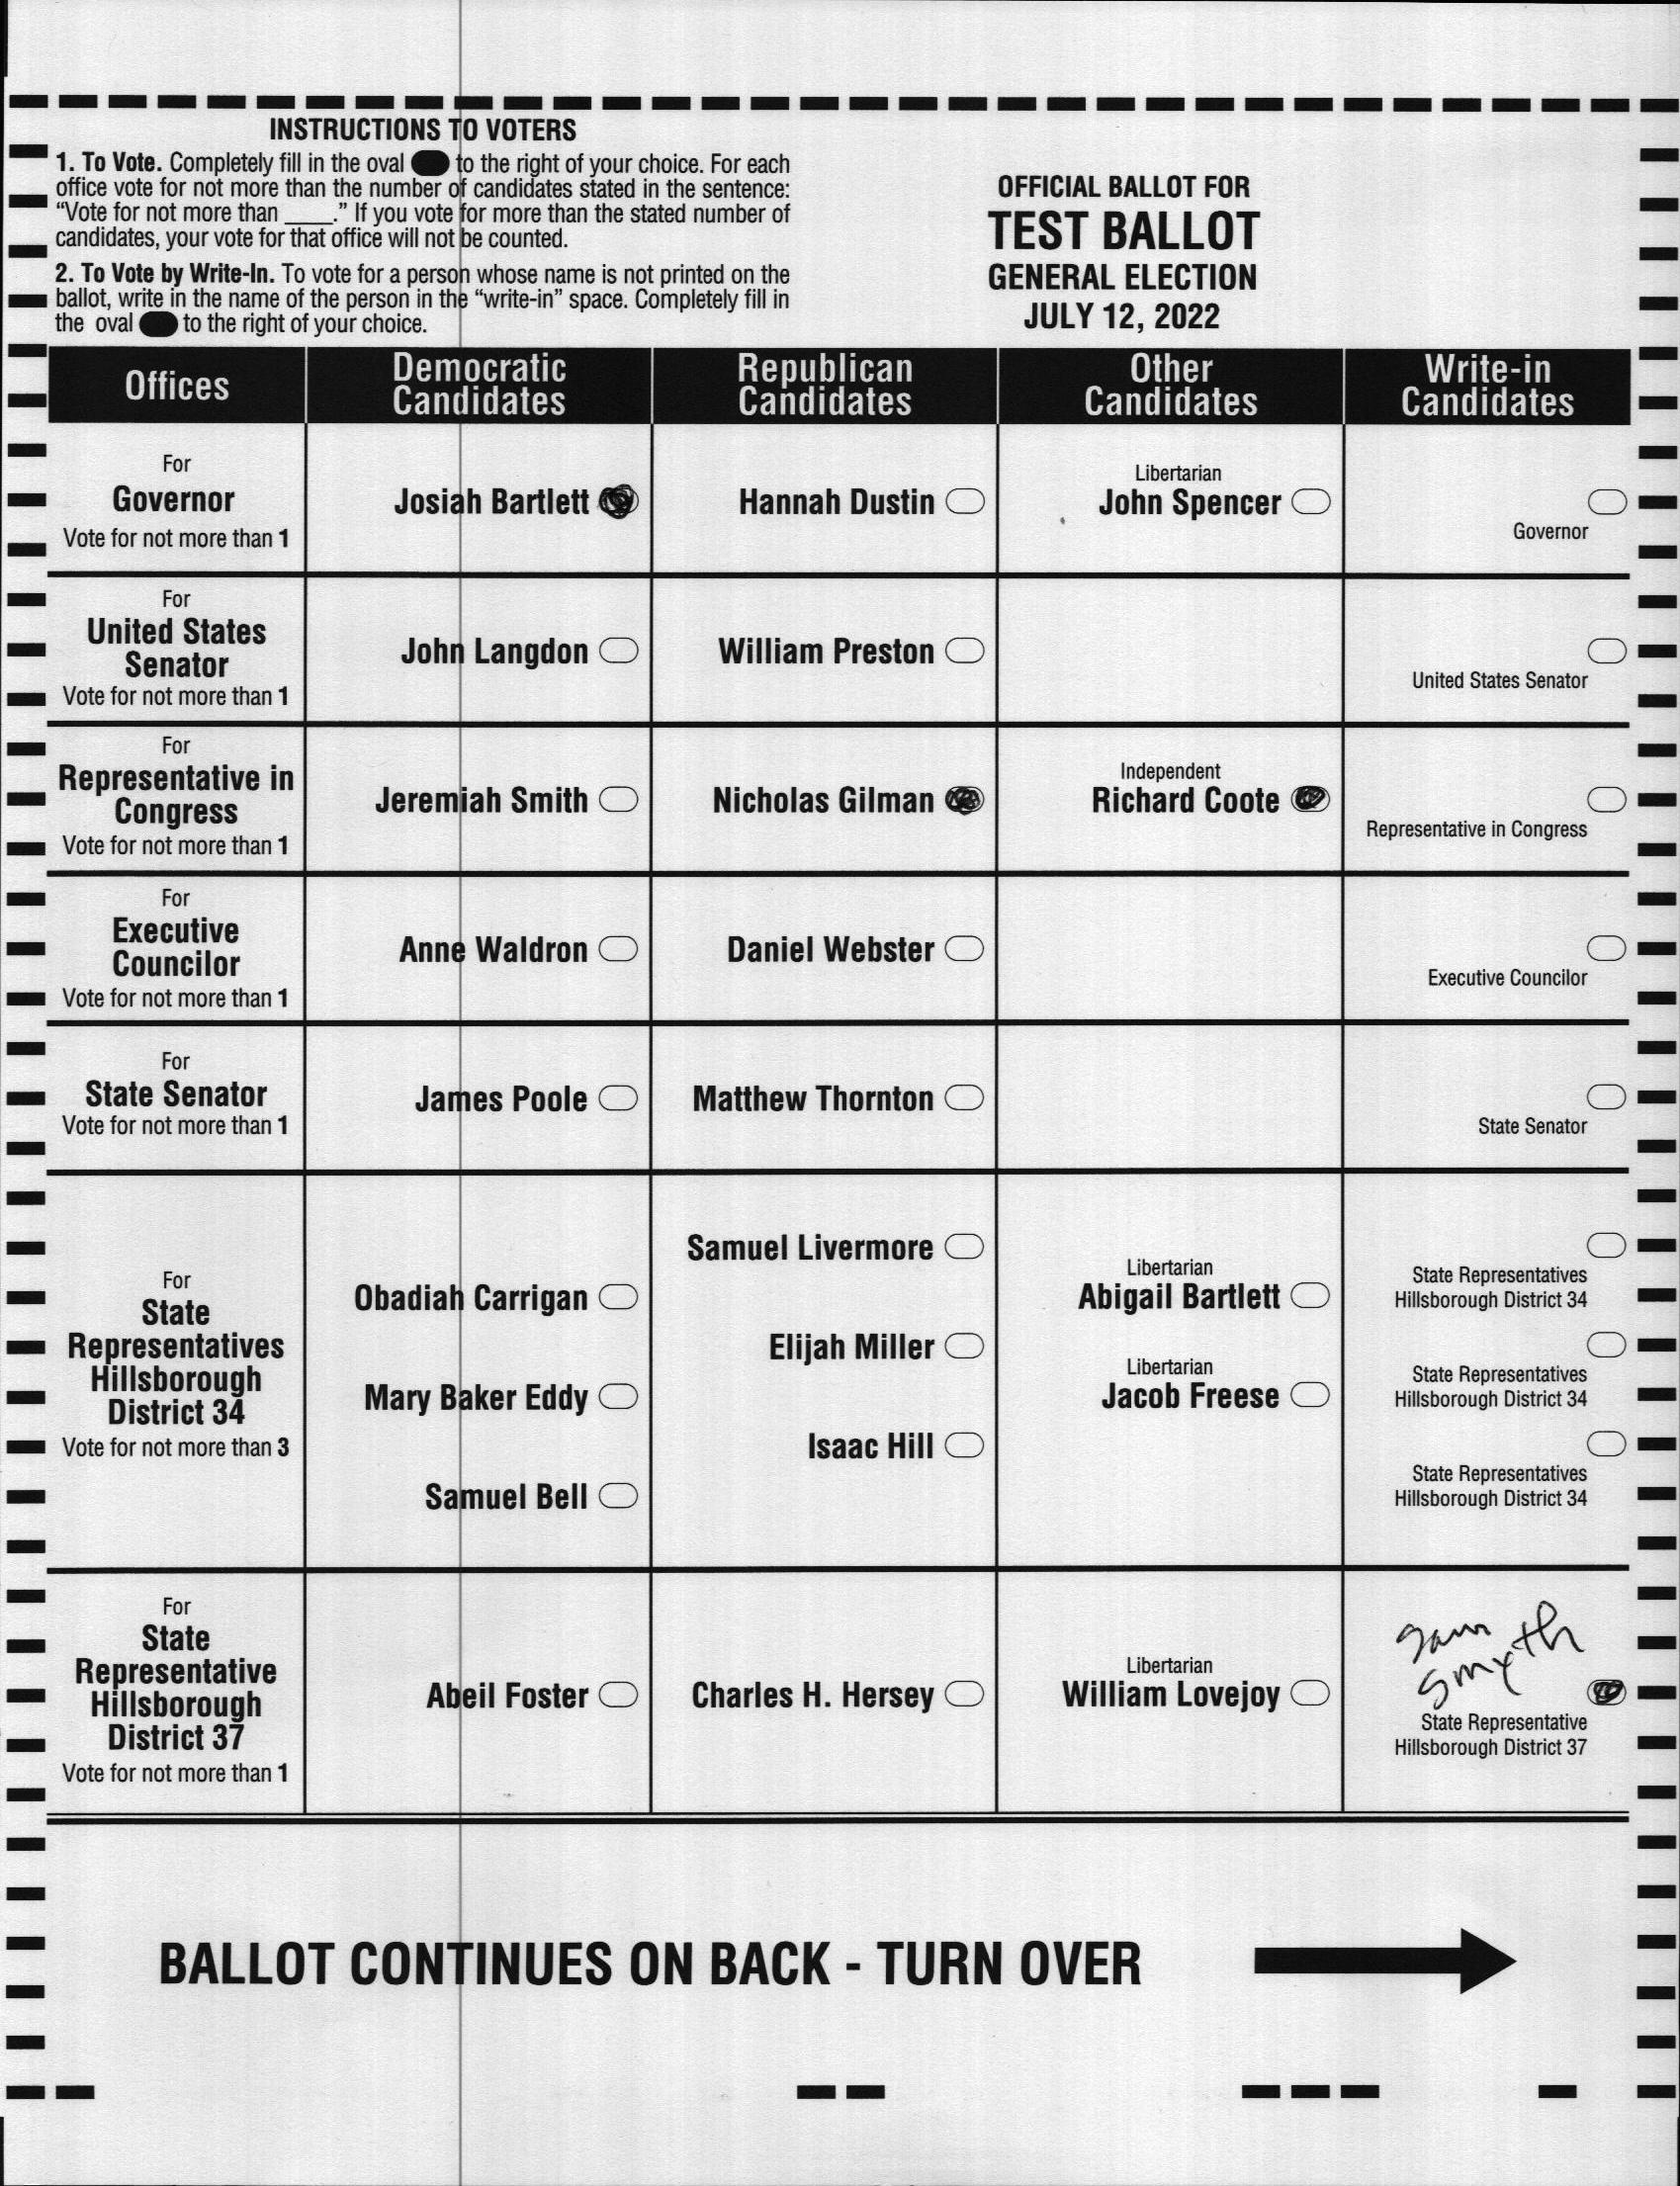 INSTRUCTIONS TO VOTERS
1. To Vote. Completely fill in the oval to the right of your choice. For each
office vote for not more than the number of candidates stated in the sentence:
“Vote for not more than ____.” If you vote for more than the stated number of
candidates, your vote for that office will not be counted.
2. To Vote by Write-In. To vote for a person whose name is not printed on the
ballot, write in the name of the person in the “write-in” space. Completely fill in
the oval to the right of your choice.
OFFICIAL BALLOT FOR
TEST BALLOT
GENERAL ELECTION
JULY 12, 2022
Offices
Democratic
Candidates
Republican
Candidates
Other
Candidates
Write-in
Candidates
For
Governor
Vote for not more than 1
Josiah Bartlett
Hannah Dustin
Libertarian
John Spencer
Governor
For
United States
Senator
Vote for not more than 1
John Langdon
William Preston
United States Senator
For
Representative in
Congress
Vote for not more than 1
Jeremiah Smith
Nicholas Gilman
Independent
Richard Coote
Representative in Congress
For
Executive
Councilor
Vote for not more than 1
Anne Waldron
Daniel Webster
Executive Councilor
For
State Senator
Vote for not more than 1
James Poole
Matthew Thornton
State Senator
For
State
Representatives
Hillsborough
District 34
Vote for not more than 3
Obadiah Carrigan
Mary Baker Eddy
Samuel Bell
Samuel Livermore
Elijah Miller
Isaac Hill
Libertarian
Abigail Bartlett
Libertarian
Jacob Freese
State Representatives
Hillsborough District 34
State Representatives
Hillsborough District 34
State Representatives
Hillsborough District 34
For
State
Representative
Hillsborough
District 37
Vote for not more than 1
Abeil Foster
Charles H. Hersey
Libertarian
William Lovejoy
Smyth
State Representative
Hillsborough District 37
BALLOT CONTINUES ON BACK - TURN OVER